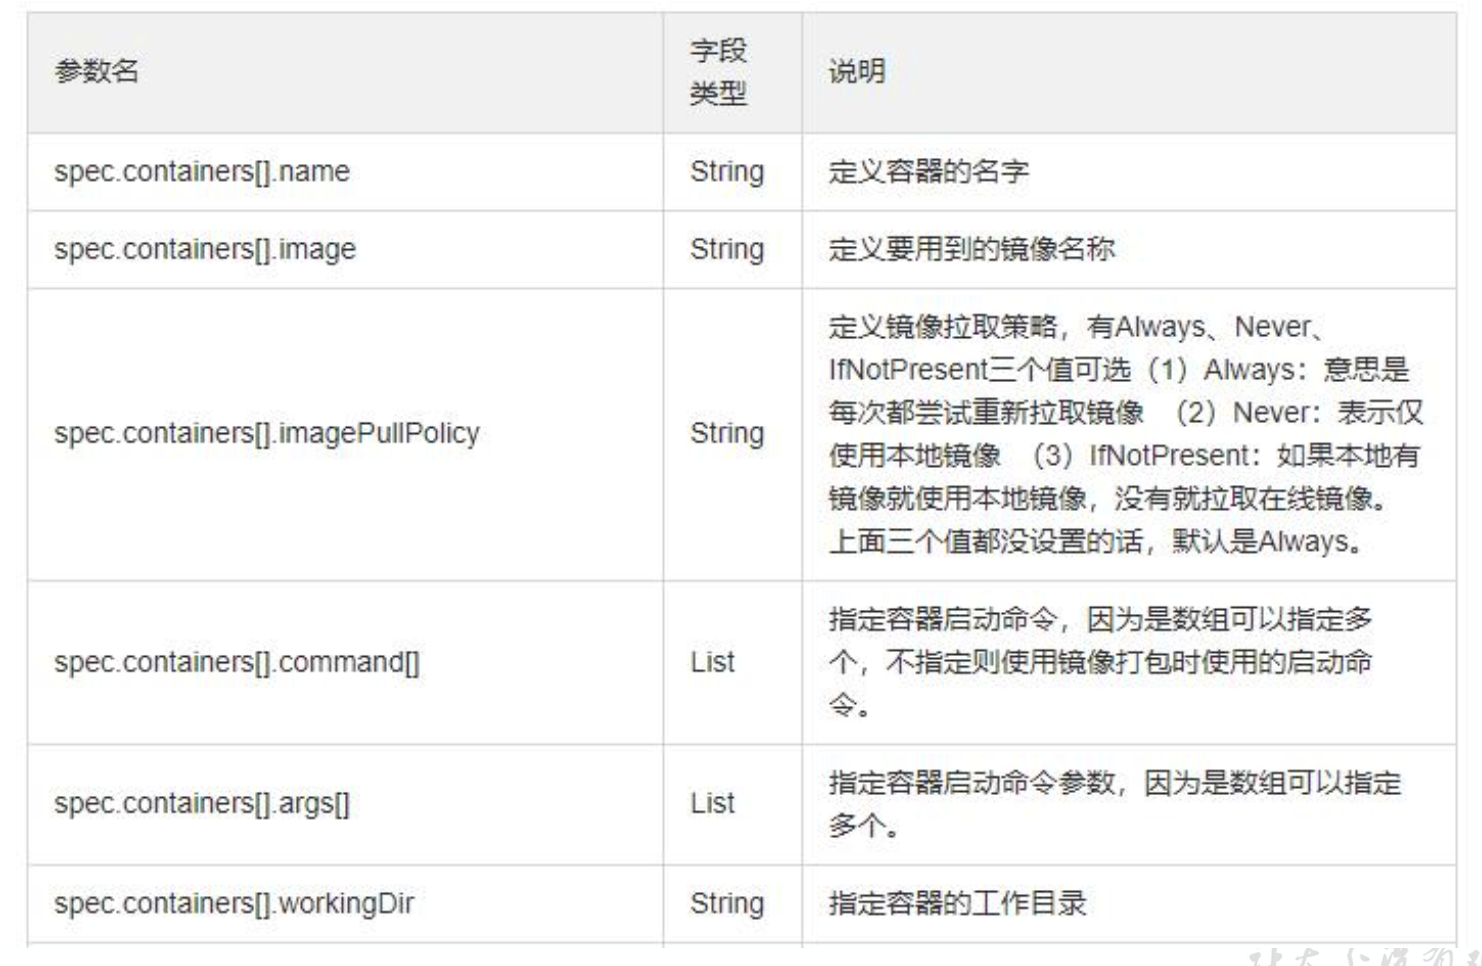 参数名
字段
类型
说明
spec.containers[].name
String
定义容器的名字
spec.containers[].image
String
定义要用到的镜像名称
spec.containers[].imagePullPolicy
String
定义镜像拉取策略，有Always、Never、
IfNotPresent三个值可选（1）Always：意思是
每次都尝试重新拉取镜像 （2）Never：表示仅
使用本地镜像 （3）IfNotPresent：如果本地有
镜像就使用本地镜像，没有就拉取在线镜像。
上面三个值都没设置的话，默认是Always。
spec.containers[].command[]
List
指定容器启动命令，因为是数组可以指定多
个，不指定则使用镜像打包时使用的启动命
令。
spec.containers[].args[]
List
指定容器启动命令参数，因为是数组可以指定
多个。
spec.containers[].workingDir
String
指定容器的工作目录